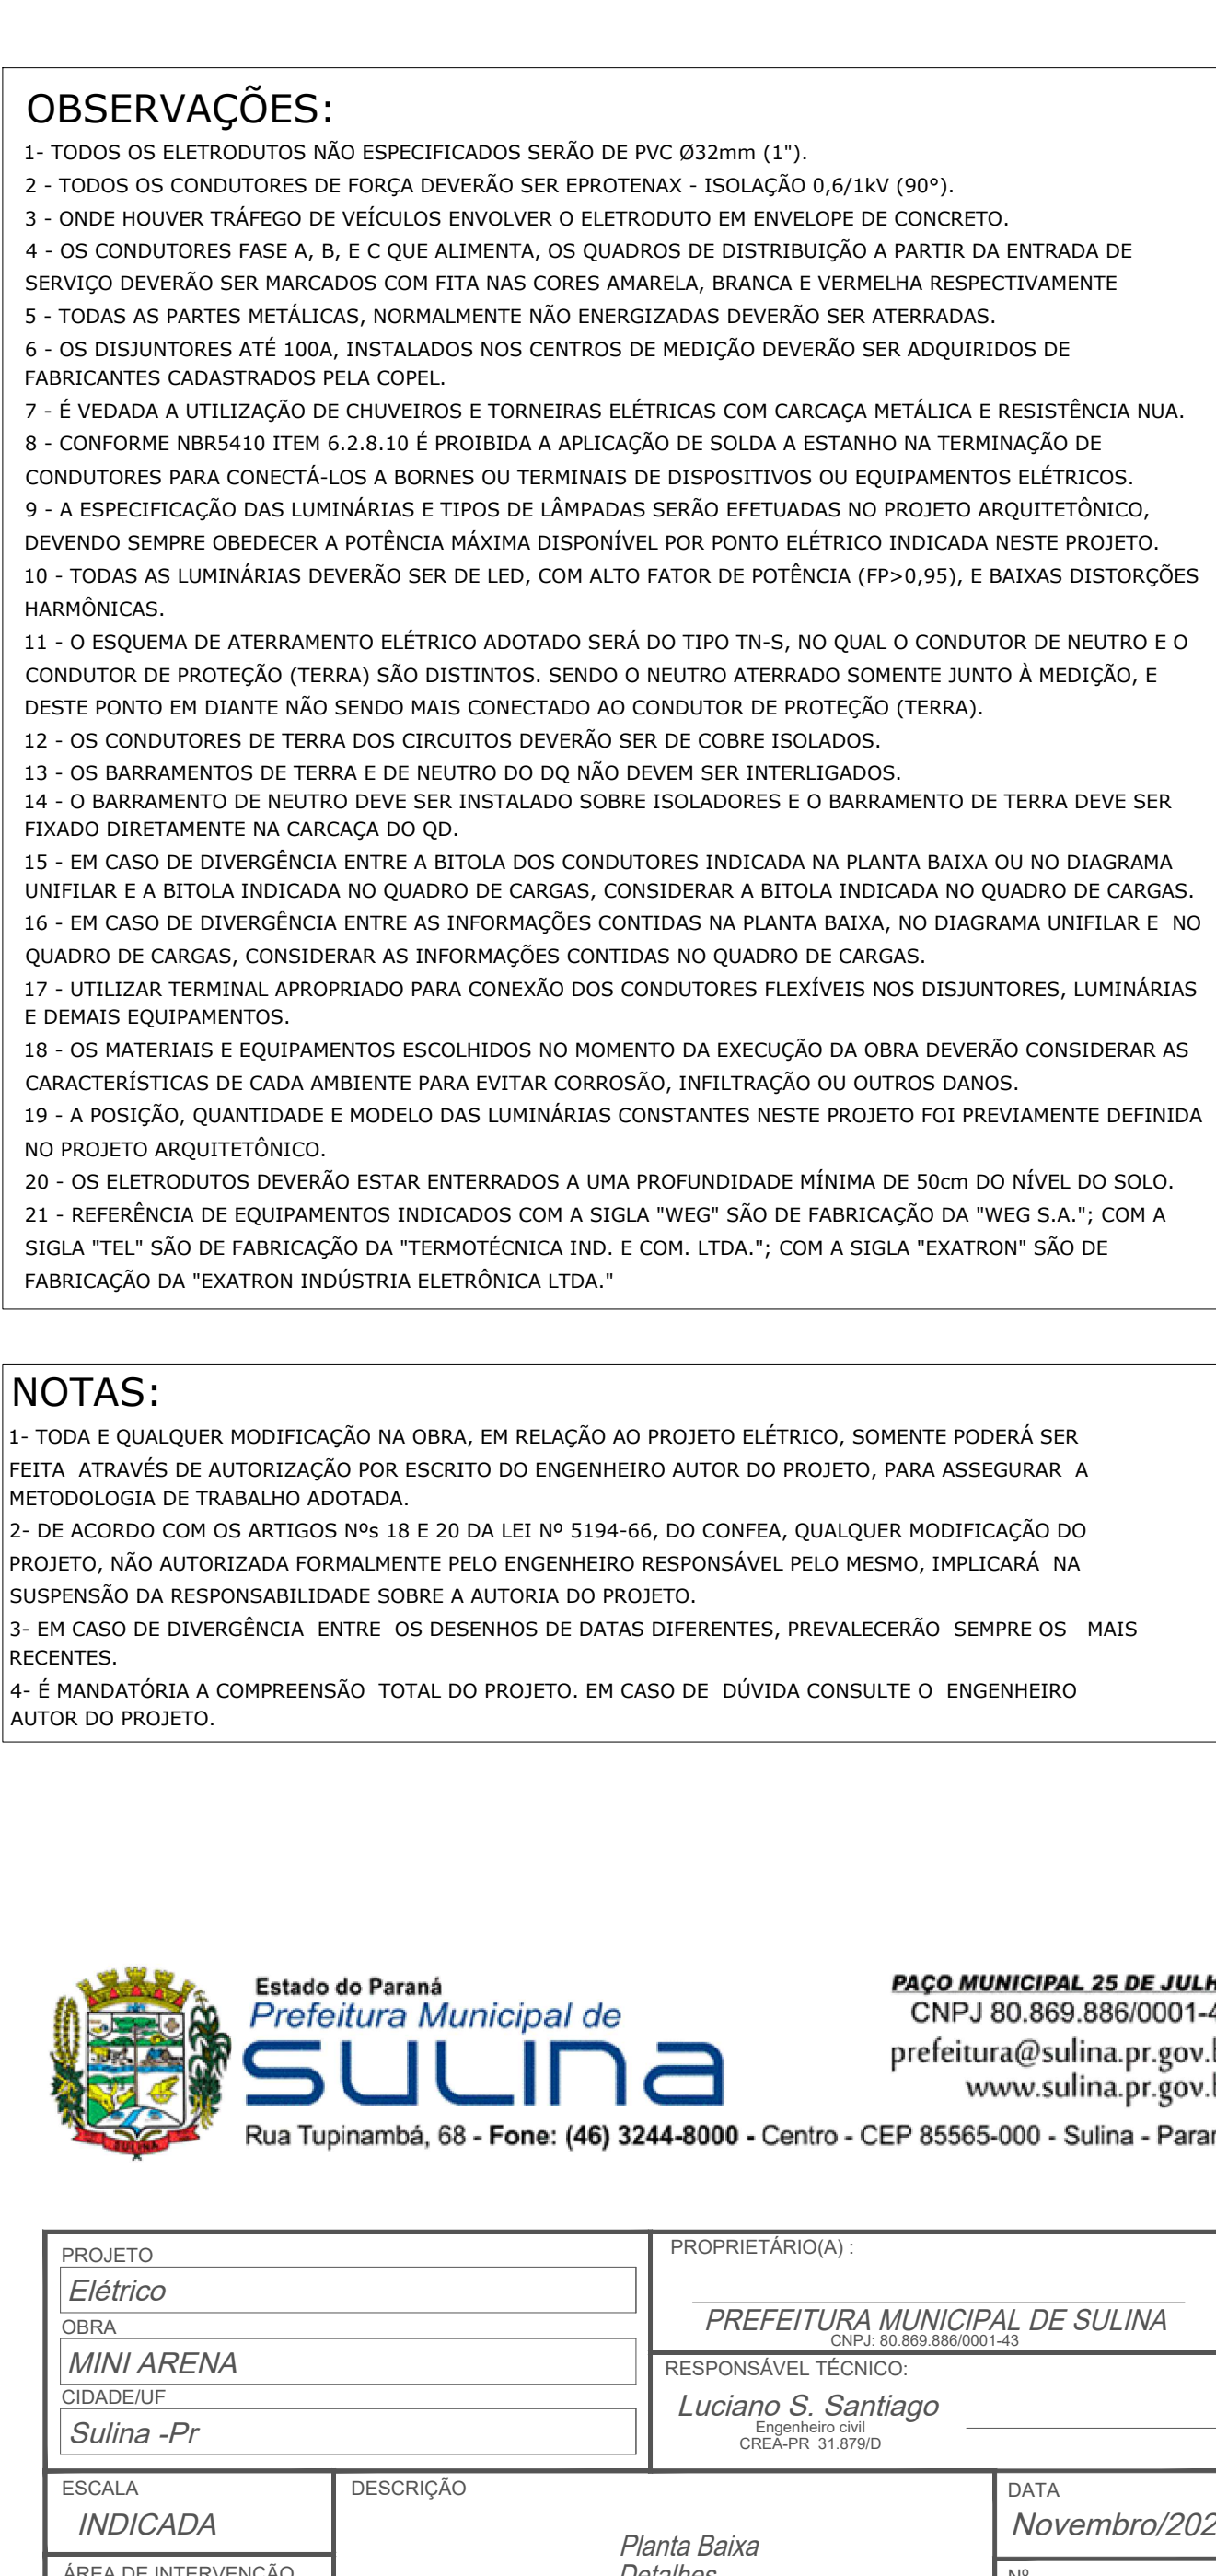 OBSERVAÇÕES:
1- TODOS OS ELETRODUTOS NÃO ESPECIFICADOS SERÃO DE PVC Ø32mm (1").
2 - TODOS OS CONDUTORES DE FORÇA DEVERÃO SER EPROTENAX - ISOLAÇÃO 0,6/1kV (90°).
3 - ONDE HOUVER TRÁFEGO DE VEÍCULOS ENVOLVER O ELETRODUTO EM ENVELOPE DE CONCRETO.
4 - OS CONDUTORES FASE A, B, E C QUE ALIMENTA, OS QUADROS DE DISTRIBUIÇÃO A PARTIR DA ENTRADA DE
SERVIÇO DEVERÃO SER MARCADOS COM FITA NAS CORES AMARELA, BRANCA E VERMELHA RESPECTIVAMENTE
5 - TODAS AS PARTES METÁLICAS, NORMALMENTE NÃO ENERGIZADAS DEVERÃO SER ATERRADAS.
6 - OS DISJUNTORES ATÉ 100A, INSTALADOS NOS CENTROS DE MEDIÇÃO DEVERÃO SER ADQUIRIDOS DE
FABRICANTES CADASTRADOS PELA COPEL.
7 - É VEDADA A UTILIZAÇÃO DE CHUVEIROS E TORNEIRAS ELÉTRICAS COM CARCAÇA METÁLICA E RESISTÊNCIA NUA.
8 - CONFORME NBR5410 ITEM 6.2.8.10 É PROIBIDA A APLICAÇÃO DE SOLDA A ESTANHO NA TERMINAÇÃO DE
CONDUTORES PARA CONECTÁ-LOS A BORNES OU TERMINAIS DE DISPOSITIVOS OU EQUIPAMENTOS ELÉTRICOS.
9 - A ESPECIFICAÇÃO DAS LUMINÁRIAS E TIPOS DE LÂMPADAS SERÃO EFETUADAS NO PROJETO ARQUITETÔNICO,
DEVENDO SEMPRE OBEDECER A POTÊNCIA MÁXIMA DISPONÍVEL POR PONTO ELÉTRICO INDICADA NESTE PROJETO.
10 - TODAS AS LUMINÁRIAS DEVERÃO SER DE LED, COM ALTO FATOR DE POTÊNCIA (FP>0,95), E BAIXAS DISTORÇÕES
HARMÔNICAS.
11 - O ESQUEMA DE ATERRAMENTO ELÉTRICO ADOTADO SERÁ DO TIPO TN-S, NO QUAL O CONDUTOR DE NEUTRO E O
CONDUTOR DE PROTEÇÃO (TERRA) SÃO DISTINTOS. SENDO O NEUTRO ATERRADO SOMENTE JUNTO À MEDIÇÃO, E
DESTE PONTO EM DIANTE NÃO SENDO MAIS CONECTADO AO CONDUTOR DE PROTEÇÃO (TERRA).
12 - OS CONDUTORES DE TERRA DOS CIRCUITOS DEVERÃO SER DE COBRE ISOLADOS.
13 - OS BARRAMENTOS DE TERRA E DE NEUTRO DO DQ NÃO DEVEM SER INTERLIGADOS.
14 - O BARRAMENTO DE NEUTRO DEVE SER INSTALADO SOBRE ISOLADORES E O BARRAMENTO DE TERRA DEVE SER
FIXADO DIRETAMENTE NA CARCAÇA DO QD.
15 - EM CASO DE DIVERGÊNCIA ENTRE A BITOLA DOS CONDUTORES INDICADA NA PLANTA BAIXA OU NO DIAGRAMA
UNIFILAR E A BITOLA INDICADA NO QUADRO DE CARGAS, CONSIDERAR A BITOLA INDICADA NO QUADRO DE CARGAS.
16 - EM CASO DE DIVERGÊNCIA ENTRE AS INFORMAÇÕES CONTIDAS NA PLANTA BAIXA, NO DIAGRAMA UNIFILAR E NO
QUADRO DE CARGAS, CONSIDERAR AS INFORMAÇÕES CONTIDAS NO QUADRO DE CARGAS.
17 - UTILIZAR TERMINAL APROPRIADO PARA CONEXÃO DOS CONDUTORES FLEXÍVEIS NOS DISJUNTORES, LUMINÁRIAS
E DEMAIS EQUIPAMENTOS.
18 - OS MATERIAIS E EQUIPAMENTOS ESCOLHIDOS NO MOMENTO DA EXECUÇÃO DA OBRA DEVERÃO CONSIDERAR AS
CARACTERÍSTICAS DE CADA AMBIENTE PARA EVITAR CORROSÃO, INFILTRAÇÃO OU OUTROS DANOS.
19 - A POSIÇÃO, QUANTIDADE E MODELO DAS LUMINÁRIAS CONSTANTES NESTE PROJETO FOI PREVIAMENTE DEFINIDA
NO PROJETO ARQUITETÔNICO.
20 - OS ELETRODUTOS DEVERÃO ESTAR ENTERRADOS A UMA PROFUNDIDADE MÍNIMA DE 50cm DO NÍVEL DO SOLO.
21 - REFERÊNCIA DE EQUIPAMENTOS INDICADOS COM A SIGLA "WEG" SÃO DE FABRICAÇÃO DA "WEG S.A."; COM A
SIGLA "TEL" SÃO DE FABRICAÇÃO DA "TERMOTÉCNICA IND. E COM. LTDA."; COM A SIGLA "EXATRON" SÃO DE
FABRICAÇÃO DA "EXATRON INDÚSTRIA ELETRÔNICA LTDA."
NOTAS:
1- TODA E QUALQUER MODIFICAÇÃO NA OBRA, EM RELAÇÃO AO PROJETO ELÉTRICO, SOMENTE PODERÁ SER
FEITA ATRAVÉS DE AUTORIZAÇÃO POR ESCRITO DO ENGENHEIRO AUTOR DO PROJETO, PARA ASSEGURAR A
METODOLOGIA DE TRABALHO ADOTADA.
2- DE ACORDO COM OS ARTIGOS Nºs 18 E 20 DA LEI Nº 5194-66, DO CONFEA, QUALQUER MODIFICAÇÃO DO
PROJETO, NÃO AUTORIZADA FORMALMENTE PELO ENGENHEIRO RESPONSÁVEL PELO MESMO, IMPLICARÁ NA
SUSPENSÃO DA RESPONSABILIDADE SOBRE A AUTORIA DO PROJETO.
3- EM CASO DE DIVERGÊNCIA ENTRE OS DESENHOS DE DATAS DIFERENTES, PREVALECERÃO SEMPRE OS MAIS
RECENTES.
4- É MANDATÓRIA A COMPREENSÃO TOTAL DO PROJETO. EM CASO DE DÚVIDA CONSULTE O ENGENHEIRO
AUTOR DO PROJETO.
SULINA
Estado do Paraná
Prefeitura Municipal de
SULINA
PAÇO MUNICIPAL 25 DE JULH
CNPJ 80.869.886/0001-4
prefeitura@sulina.pr.gov.b
www.sulina.pr.gov.b
Rua Tupinambá, 68 - Fone: (46) 3244-8000 - Centro - CEP 85565-000 - Sulina - Paran
PROJETO
Elétrico
OBRA
MINI ARENA
CIDADE/UF
Sulina -Pr
PROPRIETÁRIO(A) :
PREFEITURA MUNICIPAL DE SULINA
CNPJ: 80.869.886/0001-43
RESPONSÁVEL TÉCNICO:
Luciano S. Santiago
Engenheiro civil
CREA-PR 31.879/D
ESCALA
INDICADA
DESCRIÇÃO
Planta Baixa
Detalhes
DATA
Novembro/202
ÁREA DE INTERVENÇÃO
Nº